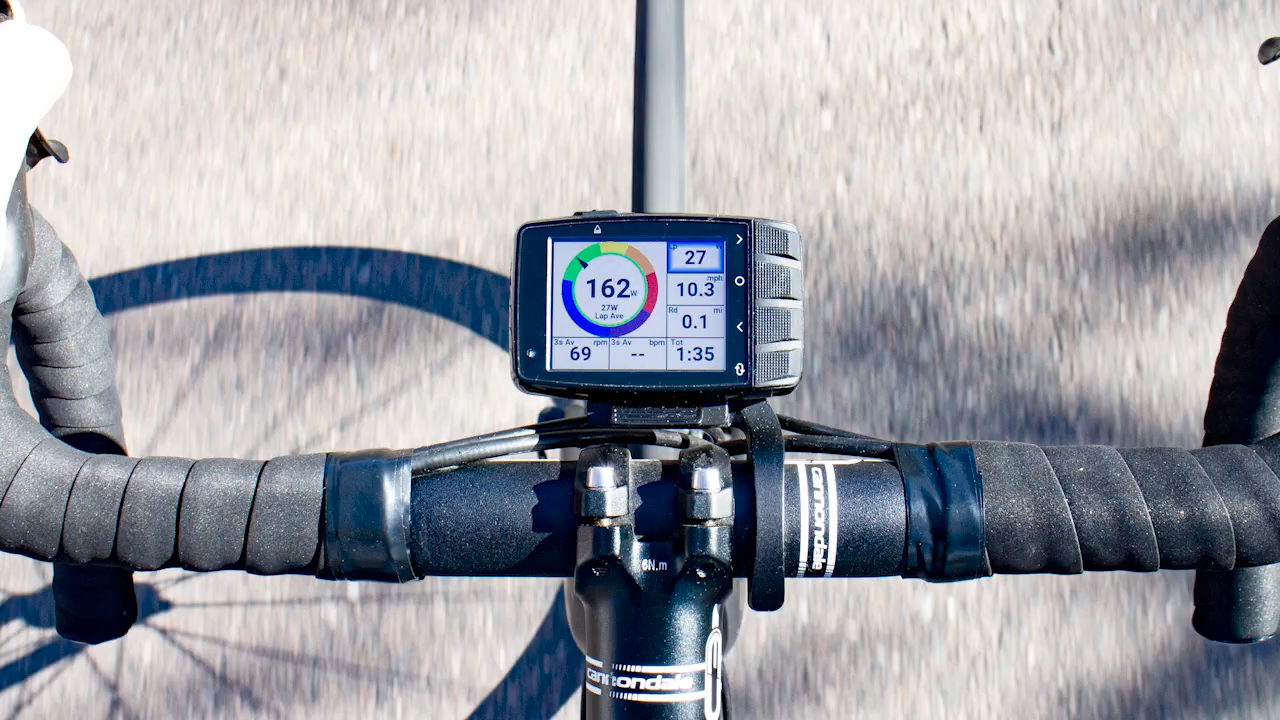 27
162W
mph
10.3
27W
Lap Ave
Rd mi
0.1
3s Av rpm
69
3s Av bpm
--
Tot
1:35
cannondale
6N.m
cannondale